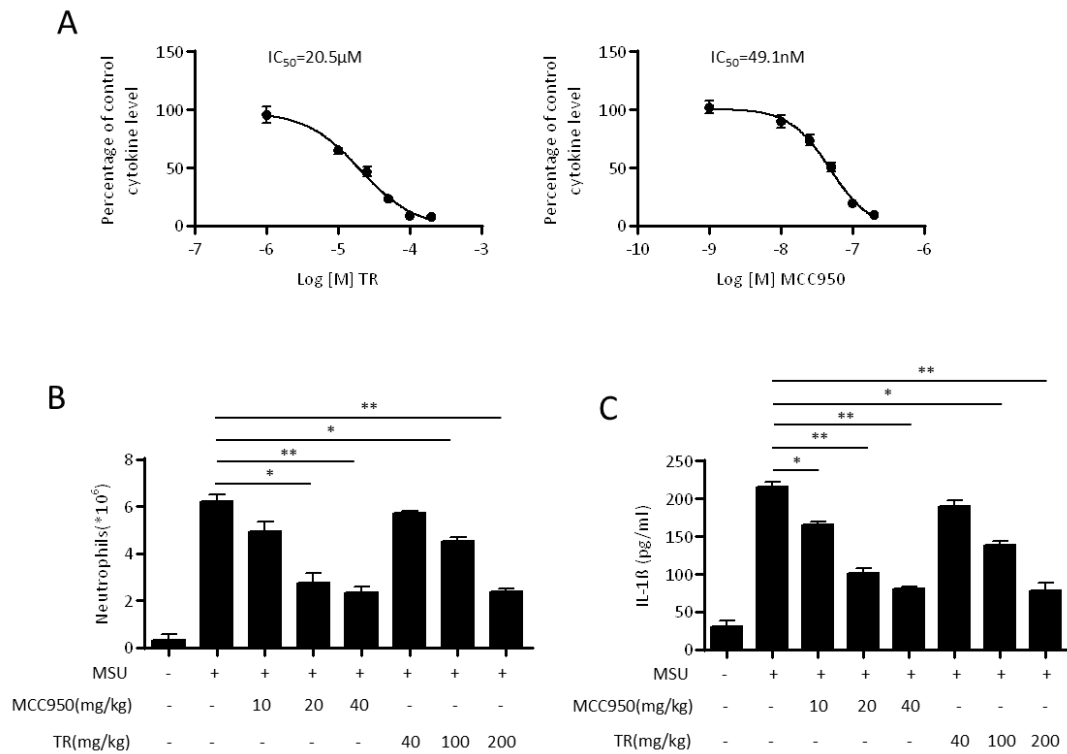 A
IC50=20.5µM
Percentage of control
cytokine level
150
100
50
0
-7 -6 -5 -4 -3
Log [M] TR
IC50=49.1nM
Percentage of control
cytokine level
150
100
50
0
-10 -9 -8 -7 -6
Log [M] MCC950
B
**
*
**
*
Neutrophils(*10^6)
8
6
4
2
0
MSU - + + + + + + +
MCC950(mg/kg) - - 10 20 40 - - -
TR(mg/kg) - - - - - 40 100 200
C
**
*
**
**
*
IL-1ß (pg/ml)
250
200
150
100
50
0
MSU - + + + + + + +
MCC950(mg/kg) - - 10 20 40 - - -
TR(mg/kg) - - - - - 40 100 200